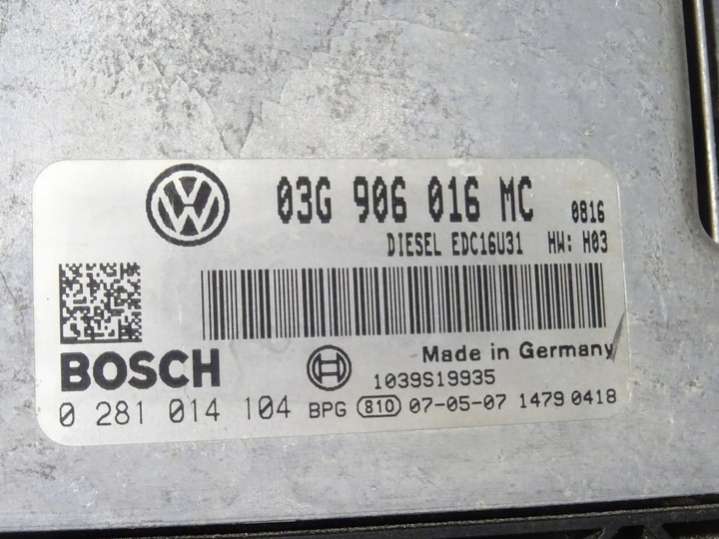 03G 906 016 MC 0816
DIESEL EDC16U31 HW: H03
BOSCH
Made in Germany
1039S19935
0 281 014 104 BPG 810 07-05-07 1479 0418